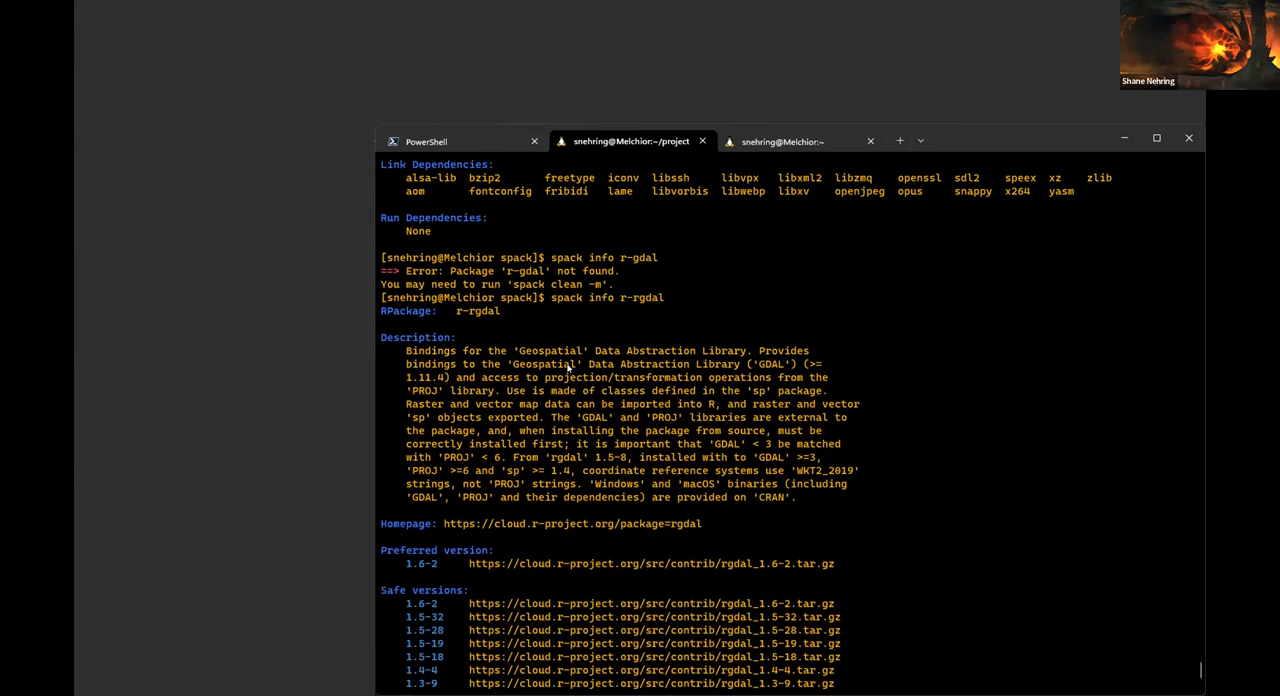 Shane Nehring
PowerShell
snehring@Melchior:~/project
snehring@Melchior:~
Link Dependencies:
alsa-lib bzip2 freetype iconv libssh libvpx libxml2 libzmq openssl sdl2 speex xz zlib
aom fontconfig fribidi lame libvorbis libwebp libxv openjpeg opus snappy x264 yasm
Run Dependencies:
None
[snehring@Melchior spack]$ spack info r-gdal
==> Error: Package 'r-gdal' not found.
You may need to run 'spack clean -m'.
[snehring@Melchior spack]$ spack info r-rgdal
RPackage: r-rgdal
Description:
Bindings for the 'Geospatial' Data Abstraction Library. Provides
bindings to the 'Geospatial' Data Abstraction Library ('GDAL') (>=
1.11.4) and access to projection/transformation operations from the
'PROJ' library. Use is made of classes defined in the 'sp' package.
Raster and vector map data can be imported into R, and raster and vector
'sp' objects exported. The 'GDAL' and 'PROJ' libraries are external to
the package, and, when installing the package from source, must be
correctly installed first; it is important that 'GDAL' < 3 be matched
with 'PROJ' < 6. From 'rgdal' 1.5-8, installed with to 'GDAL' >=3,
'PROJ' >=6 and 'sp' >= 1.4, coordinate reference systems use 'WKT2_2019'
strings, not 'PROJ' strings. 'Windows' and 'macOS' binaries (including
'GDAL', 'PROJ' and their dependencies) are provided on 'CRAN'.
Homepage: https://cloud.r-project.org/package=rgdal
Preferred version:
1.6-2 https://cloud.r-project.org/src/contrib/rgdal_1.6-2.tar.gz
Safe versions:
1.6-2 https://cloud.r-project.org/src/contrib/rgdal_1.6-2.tar.gz
1.5-32 https://cloud.r-project.org/src/contrib/rgdal_1.5-32.tar.gz
1.5-28 https://cloud.r-project.org/src/contrib/rgdal_1.5-28.tar.gz
1.5-19 https://cloud.r-project.org/src/contrib/rgdal_1.5-19.tar.gz
1.5-18 https://cloud.r-project.org/src/contrib/rgdal_1.5-18.tar.gz
1.4-4 https://cloud.r-project.org/src/contrib/rgdal_1.4-4.tar.gz
1.3-9 https://cloud.r-project.org/src/contrib/rgdal_1.3-9.tar.gz